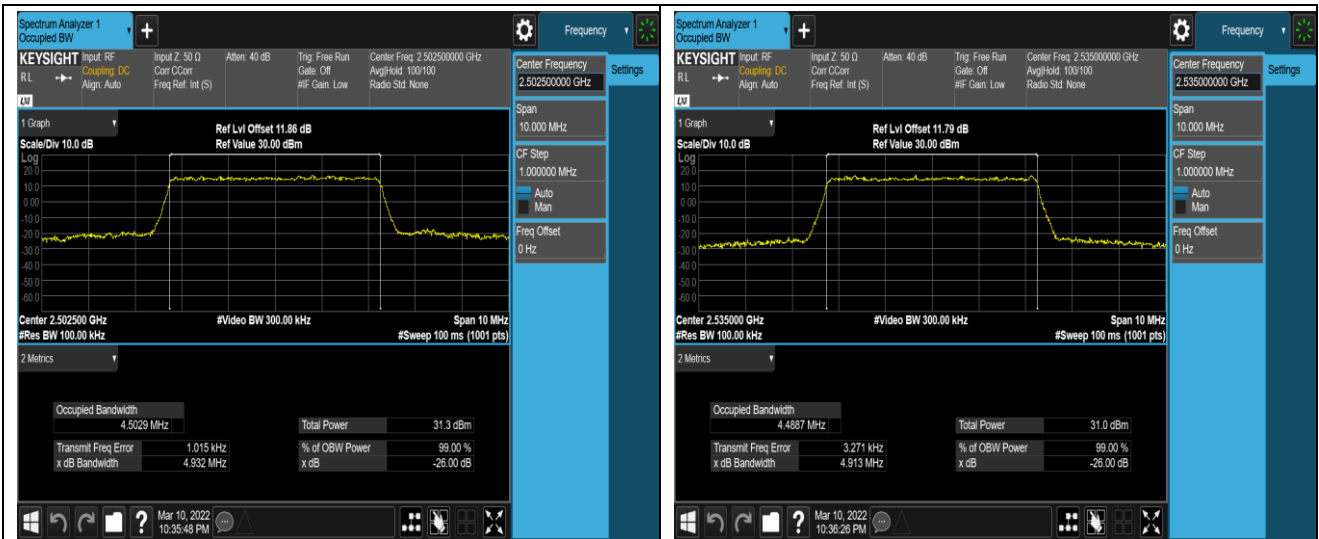 Spectrum Analyzer 1
Occupied BW
+
Frequency
KEYSIGHT
RL
LXI
Input: RF
Coupling: DC
Align: Auto
Input Z: 50 Ω
Corr CCorr
Freq Ref: Int (S)
Atten: 40 dB
Trig: Free Run
Gate: Off
#IF Gain: Low
Center Freq: 2.502500000 GHz
Avg|Hold: 100/100
Radio Std: None
Center Frequency
2.502500000 GHz
Settings
Span
10.000 MHz
CF Step
1.000000 MHz
Auto
Man
Freq Offset
0 Hz
1 Graph
Scale/Div 10.0 dB
Ref Lvl Offset 11.86 dB
Ref Value 30.00 dBm
Log
20.0
10.0
0.00
-10.0
-20.0
-30.0
-40.0
-50.0
-60.0
Center 2.502500 GHz
#Video BW 300.00 kHz
Span 10 MHz
#Res BW 100.00 kHz
#Sweep 100 ms (1001 pts)
2 Metrics
Occupied Bandwidth
4.5029 MHz
Total Power 31.3 dBm
Transmit Freq Error 1.015 kHz
% of OBW Power 99.00 %
x dB Bandwidth 4.932 MHz
x dB -26.00 dB
?
Mar 10, 2022
10:35:48 PM
Spectrum Analyzer 1
Occupied BW
+
Frequency
KEYSIGHT
RL
LXI
Input: RF
Coupling: DC
Align: Auto
Input Z: 50 Ω
Corr CCorr
Freq Ref: Int (S)
Atten: 40 dB
Trig: Free Run
Gate: Off
#IF Gain: Low
Center Freq: 2.535000000 GHz
Avg|Hold: 100/100
Radio Std: None
Center Frequency
2.535000000 GHz
Settings
Span
10.000 MHz
CF Step
1.000000 MHz
Auto
Man
Freq Offset
0 Hz
1 Graph
Scale/Div 10.0 dB
Ref Lvl Offset 11.79 dB
Ref Value 30.00 dBm
Log
20.0
10.0
0.00
-10.0
-20.0
-30.0
-40.0
-50.0
-60.0
Center 2.535000 GHz
#Video BW 300.00 kHz
Span 10 MHz
#Res BW 100.00 kHz
#Sweep 100 ms (1001 pts)
2 Metrics
Occupied Bandwidth
4.4887 MHz
Total Power 31.0 dBm
Transmit Freq Error 3.271 kHz
% of OBW Power 99.00 %
x dB Bandwidth 4.913 MHz
x dB -26.00 dB
?
Mar 10, 2022
10:36:26 PM